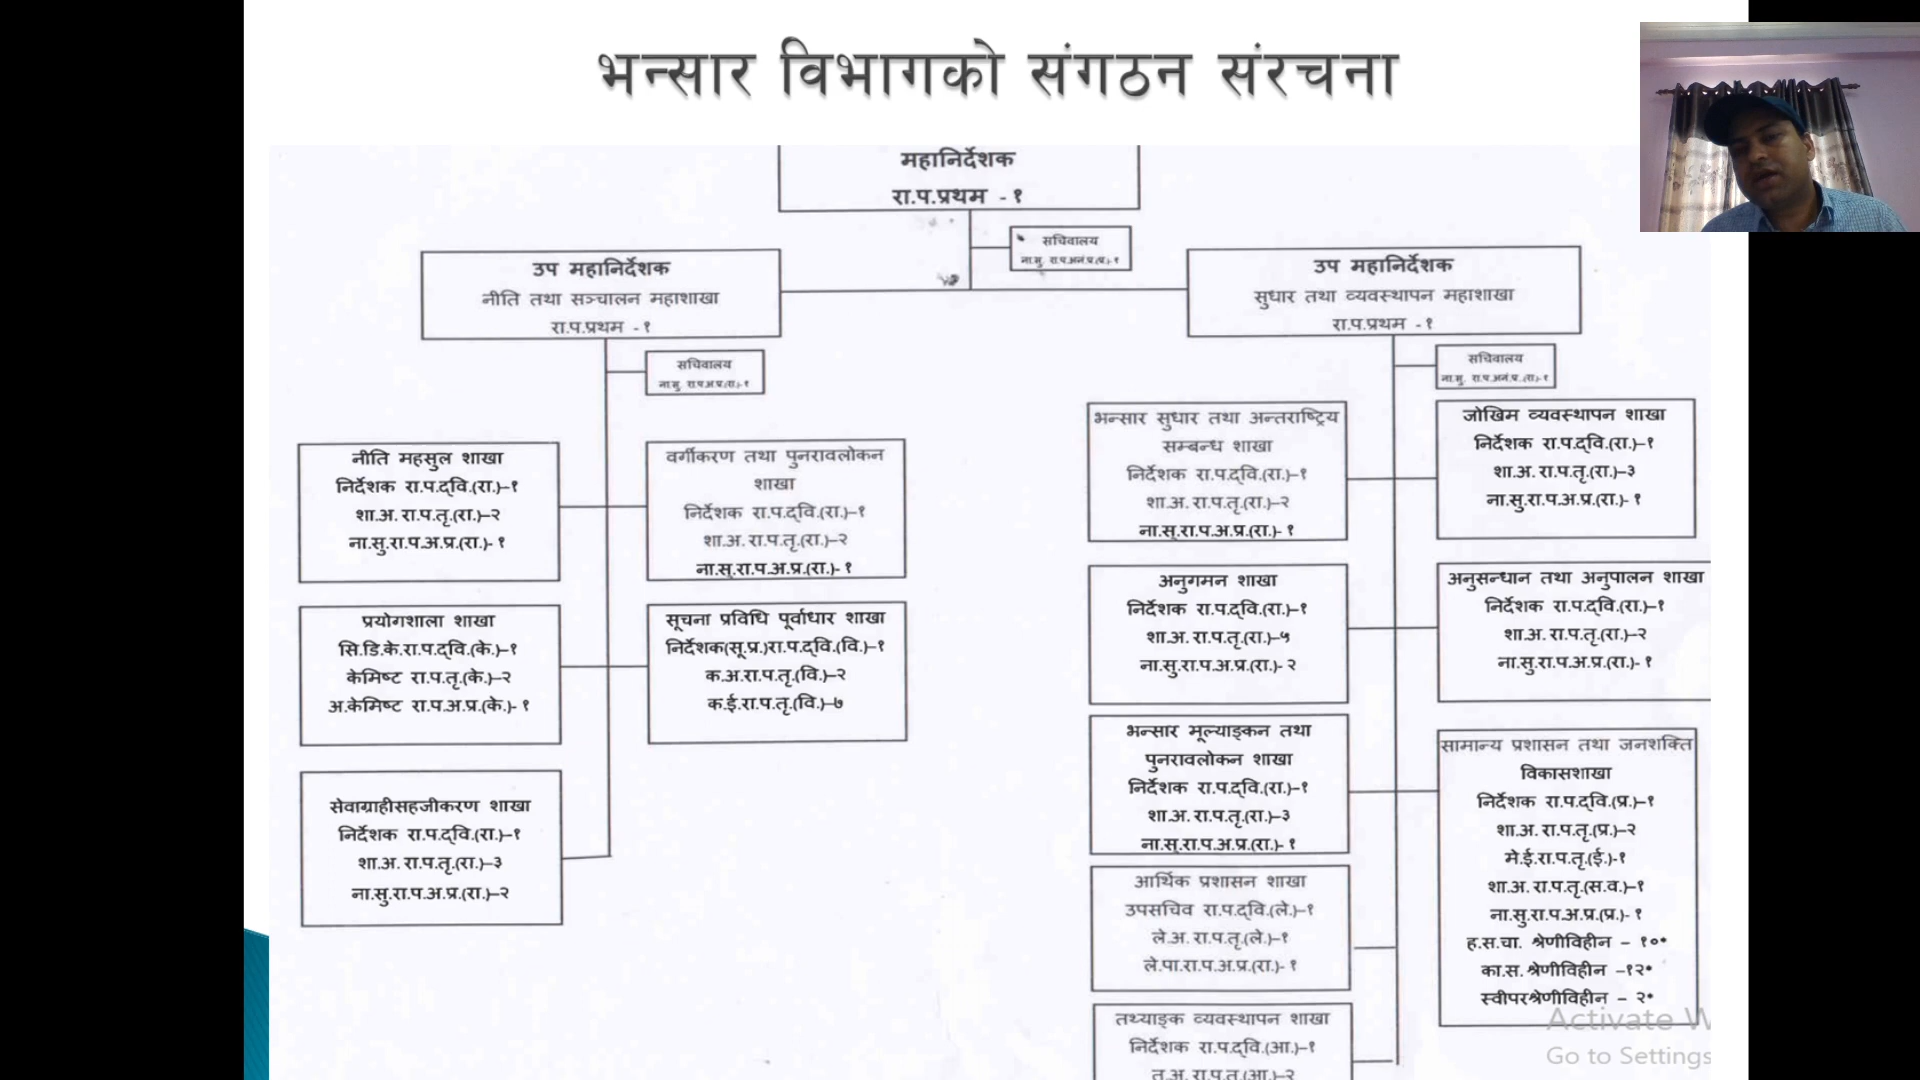 भन्सार विभागको संगठन संरचना
महानिर्देशक
रा.प.प्रथम - १
सचिवालय
ना.सु. रा.प.अनं.प्र.(प्र.)-१
उप महानिर्देशक
नीति तथा सञ्चालन महाशाखा
रा.प.प्रथम - १
सचिवालय
ना.सु. रा.प.अ.प्र.(रा.)-१
उप महानिर्देशक
सुधार तथा व्यवस्थापन महाशाखा
रा.प.प्रथम - १
सचिवालय
ना.सु. रा.प.अनं.प्र.(रा.)-१
नीति महसुल शाखा
निर्देशक रा.प.द्वि.(रा.)–१
शा.अ. रा.प.तृ.(रा.)–२
ना.सु.रा.प.अ.प्र.(रा.)- १
वर्गीकरण तथा पुनरावलोकन
शाखा
निर्देशक रा.प.द्वि.(रा.)–१
शा.अ. रा.प.तृ.(रा.)–२
ना.सु.रा.प.अ.प्र.(रा.)- १
प्रयोगशाला शाखा
सि.डि.के.रा.प.द्वि.(के.)–१
केमिष्ट रा.प.तृ.(के.)–२
अ.केमिष्ट रा.प.अ.प्र.(के.)- १
सूचना प्रविधि पूर्वाधार शाखा
निर्देशक(सू.प्र.)रा.प.द्वि.(वि.)–१
क.अ.रा.प.तृ.(वि.)–२
क.ई.रा.प.तृ.(वि.)–७
सेवाग्राहीसहजीकरण शाखा
निर्देशक रा.प.द्वि.(रा.)–१
शा.अ. रा.प.तृ.(रा.)–३
ना.सु.रा.प.अ.प्र.(रा.)–२
भन्सार सुधार तथा अन्तराष्ट्रिय
सम्बन्ध शाखा
निर्देशक रा.प.द्वि.(रा.)–१
शा.अ. रा.प.तृ.(रा.)–२
ना.सु.रा.प.अ.प्र.(रा.)- १
जोखिम व्यवस्थापन शाखा
निर्देशक रा.प.द्वि.(रा.)–१
शा.अ. रा.प.तृ.(रा.)–३
ना.सु.रा.प.अ.प्र.(रा.)- १
अनुगमन शाखा
निर्देशक रा.प.द्वि.(रा.)–१
शा.अ. रा.प.तृ.(रा.)–५
ना.सु.रा.प.अ.प्र.(रा.)- २
अनुसन्धान तथा अनुपालन शाखा
निर्देशक रा.प.द्वि.(रा.)–१
शा.अ. रा.प.तृ.(रा.)–२
ना.सु.रा.प.अ.प्र.(रा.)- १
भन्सार मूल्याङ्कन तथा
पुनरावलोकन शाखा
निर्देशक रा.प.द्वि.(रा.)–१
शा.अ. रा.प.तृ.(रा.)–३
ना.सु.रा.प.अ.प्र.(रा.)- १
सामान्य प्रशासन तथा जनशक्ति
विकासशाखा
निर्देशक रा.प.द्वि.(प्र.)–१
शा.अ. रा.प.तृ.(प्र.)–२
मे.ई.रा.प.तृ.(ई.)-१
शा.अ. रा.प.तृ.(स.व.)–१
ना.सु.रा.प.अ.प्र.(प्र.)- १
ह.स.चा. श्रेणीविहीन – १०*
का.स. श्रेणीविहीन –१२*
स्वीपरश्रेणीविहीन – २*
आर्थिक प्रशासन शाखा
उपसचिव रा.प.द्वि.(ले.)–१
ले.अ. रा.प.तृ.(ले.)–१
ले.पा.रा.प.अ.प्र.(रा.)- १
तथ्याङ्क व्यवस्थापन शाखा
निर्देशक रा.प.द्वि.(आ.)–१
त.अ. रा.प.तृ.(आ.)–२
Activate W
Go to Settings